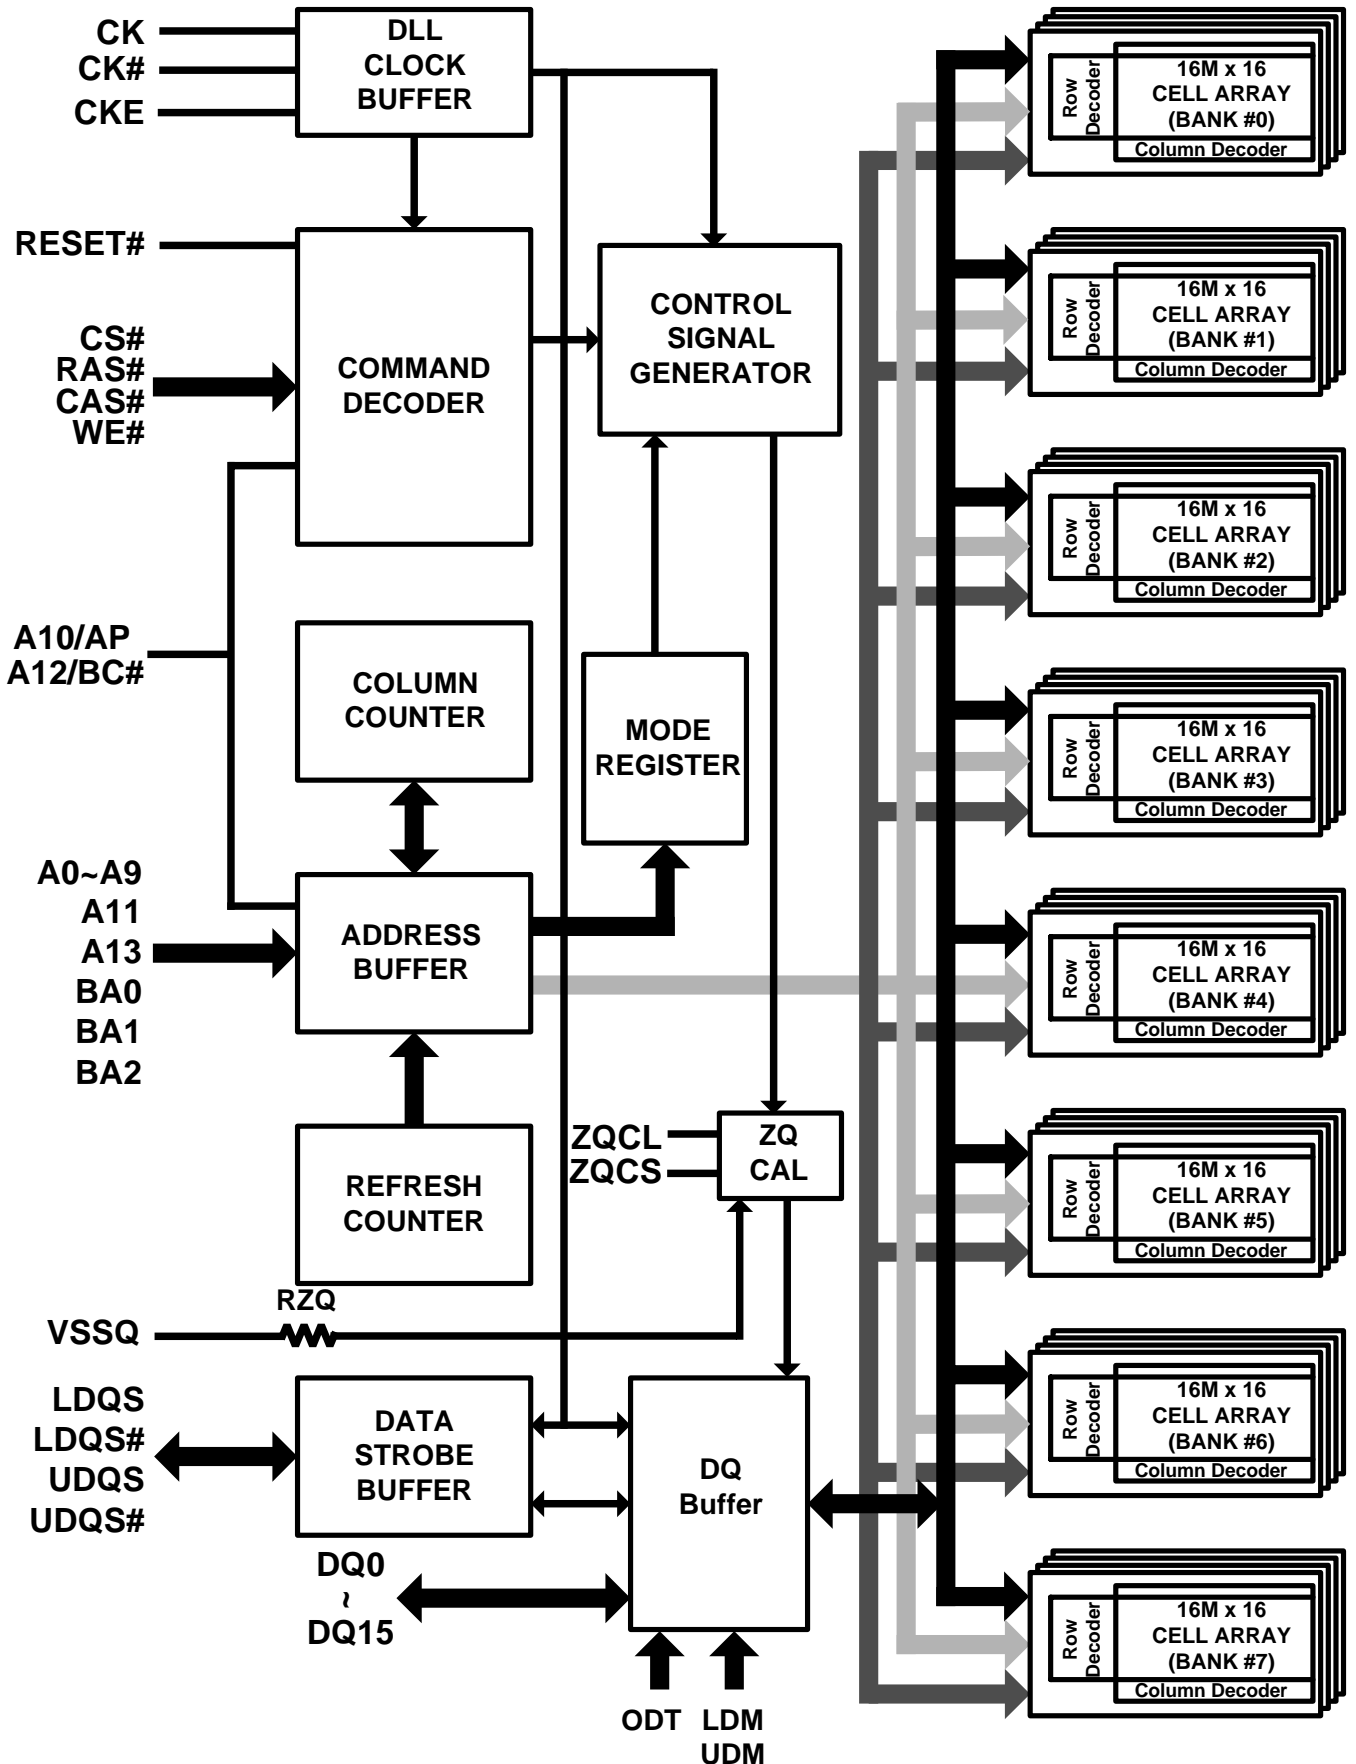 CK
CK#
CKE
DLL
CLOCK
BUFFER
RESET#
CS#
RAS#
CAS#
WE#
COMMAND
DECODER
CONTROL
SIGNAL
GENERATOR
A10/AP
A12/BC#
COLUMN
COUNTER
MODE
REGISTER
A0~A9
A11
A13
BA0
BA1
BA2
ADDRESS
BUFFER
REFRESH
COUNTER
ZQCL
ZQCS
ZQ
CAL
RZQ
VSSQ
LDQS
LDQS#
UDQS
UDQS#
DATA
STROBE
BUFFER
DQ
Buffer
DQ0
~
DQ15
ODT
LDM
UDM
Row
Decoder
16M x 16
CELL ARRAY
(BANK #0)
Column Decoder
Row
Decoder
16M x 16
CELL ARRAY
(BANK #1)
Column Decoder
Row
Decoder
16M x 16
CELL ARRAY
(BANK #2)
Column Decoder
Row
Decoder
16M x 16
CELL ARRAY
(BANK #3)
Column Decoder
Row
Decoder
16M x 16
CELL ARRAY
(BANK #4)
Column Decoder
Row
Decoder
16M x 16
CELL ARRAY
(BANK #5)
Column Decoder
Row
Decoder
16M x 16
CELL ARRAY
(BANK #6)
Column Decoder
Row
Decoder
16M x 16
CELL ARRAY
(BANK #7)
Column Decoder